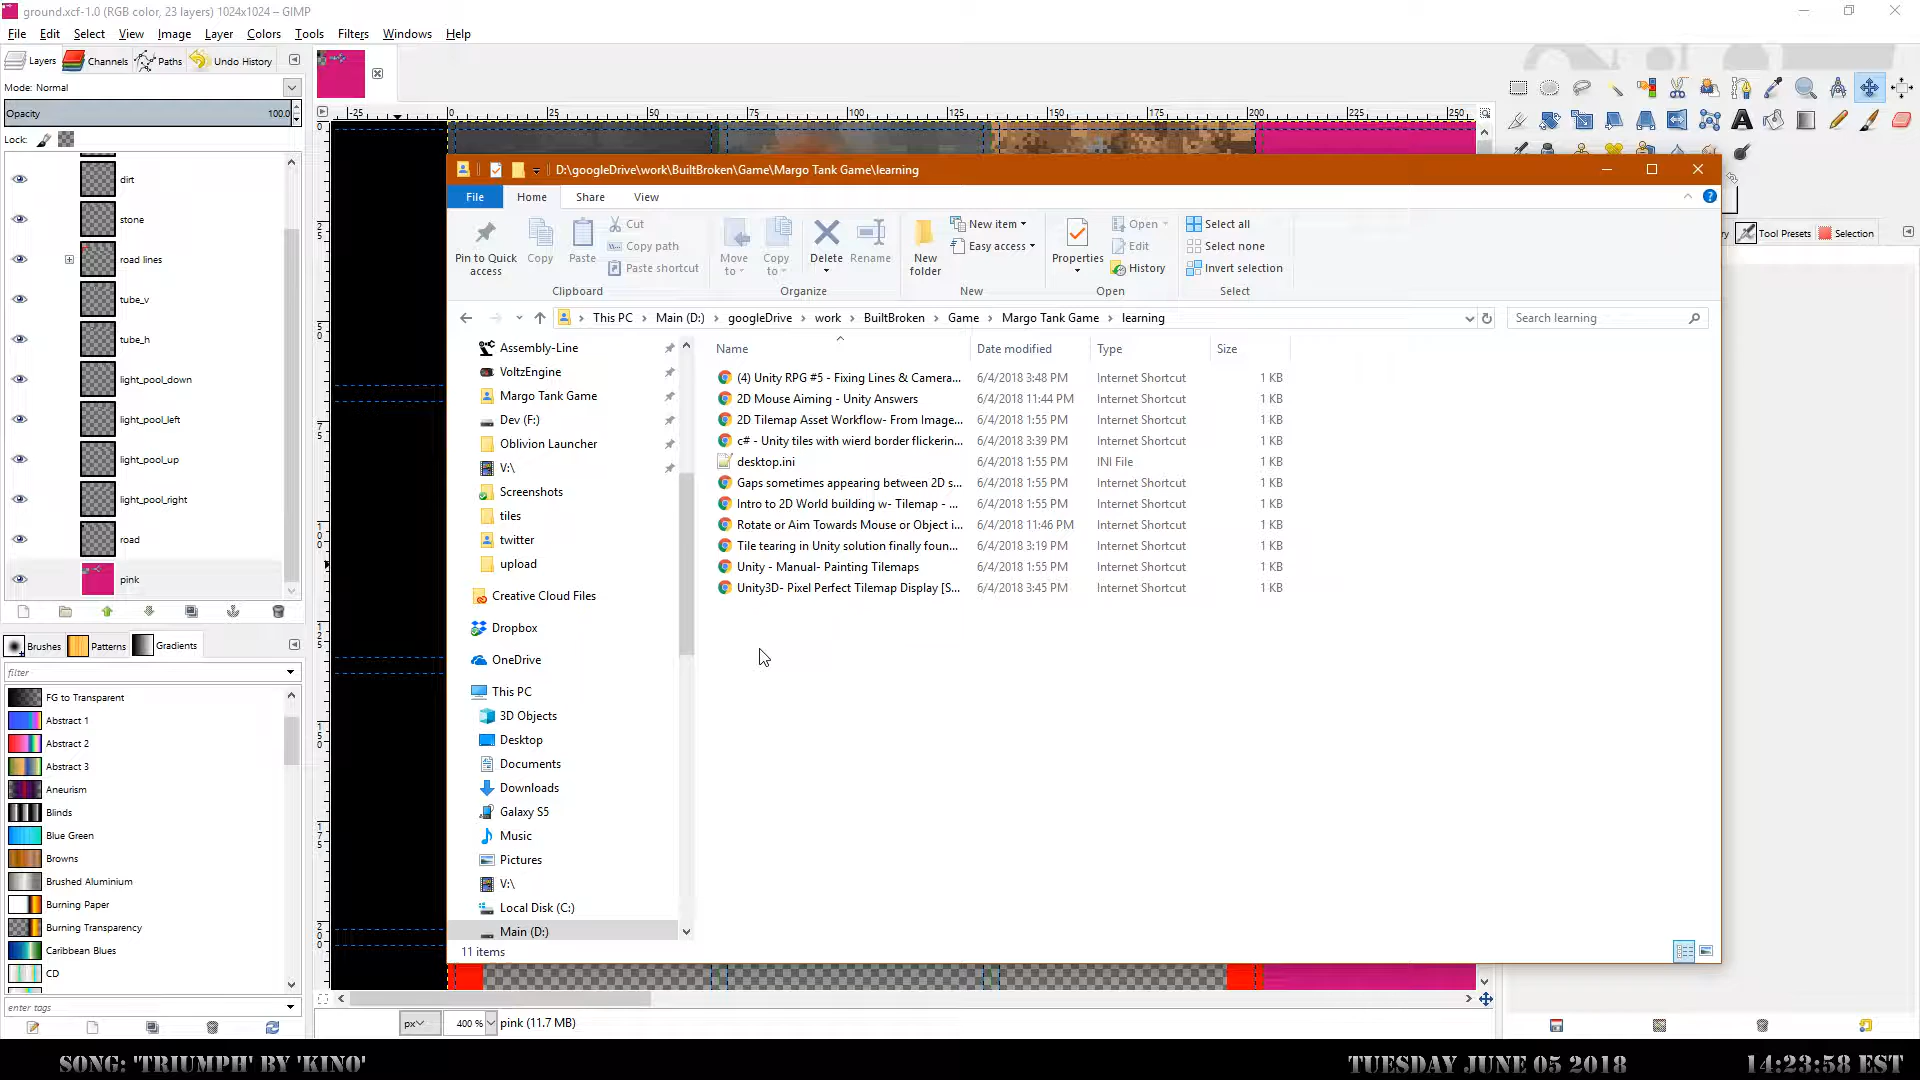 ground.xcf-1.0 (RGB color, 23 layers) 1024x1024 – GIMP
File Edit Select View Image Layer Colors Tools Filters Windows Help
Layers Channels Paths Undo History
Mode: Normal
Opacity 100.0
Lock:
dirt
stone
road lines
tube_v
tube_h
light_pool_down
light_pool_left
light_pool_up
light_pool_right
road
pink
Brushes Patterns Gradients
filter
FG to Transparent
Abstract 1
Abstract 2
Abstract 3
Aneurism
Blinds
Blue Green
Browns
Brushed Aluminium
Burning Paper
Burning Transparency
Caribbean Blues
CD
enter tags
-25 0 25 50 75 100 125 150 175 200 225 250
D:\googleDrive\work\BuiltBroken\Game\Margo Tank Game\learning
File Home Share View
Pin to Quick access
Copy
Paste
Cut
Copy path
Paste shortcut
Clipboard
Move to
Copy to
Delete
Rename
Organize
New folder
New item
Easy access
New
Properties
Open
Edit
History
Open
Select all
Select none
Invert selection
Select
This PC Main (D:) googleDrive work BuiltBroken Game Margo Tank Game learning
Search learning
Assembly-Line
VoltzEngine
Margo Tank Game
Dev (F:)
Oblivion Launcher
V:\
Screenshots
tiles
twitter
upload
Creative Cloud Files
Dropbox
OneDrive
This PC
3D Objects
Desktop
Documents
Downloads
Galaxy S5
Music
Pictures
V:\
Local Disk (C:)
Main (D:)
Name Date modified Type Size
(4) Unity RPG #5 - Fixing Lines & Camera... 6/4/2018 3:48 PM Internet Shortcut 1 KB
2D Mouse Aiming - Unity Answers 6/4/2018 11:44 PM Internet Shortcut 1 KB
2D Tilemap Asset Workflow- From Image... 6/4/2018 1:55 PM Internet Shortcut 1 KB
c# - Unity tiles with wierd border flickerin... 6/4/2018 3:39 PM Internet Shortcut 1 KB
desktop.ini 6/4/2018 1:55 PM INI File 1 KB
Gaps sometimes appearing between 2D s... 6/4/2018 1:55 PM Internet Shortcut 1 KB
Intro to 2D World building w- Tilemap - ... 6/4/2018 1:55 PM Internet Shortcut 1 KB
Rotate or Aim Towards Mouse or Object i... 6/4/2018 11:46 PM Internet Shortcut 1 KB
Tile tearing in Unity solution finally foun... 6/4/2018 3:19 PM Internet Shortcut 1 KB
Unity - Manual- Painting Tilemaps 6/4/2018 1:55 PM Internet Shortcut 1 KB
Unity3D- Pixel Perfect Tilemap Display [S... 6/4/2018 3:45 PM Internet Shortcut 1 KB
11 items
Tool Presets Selection
px 400 % pink (11.7 MB)
SONG: 'TRIUMPH' BY 'KINO' TUESDAY JUNE 05 2018 14:23:58 EST